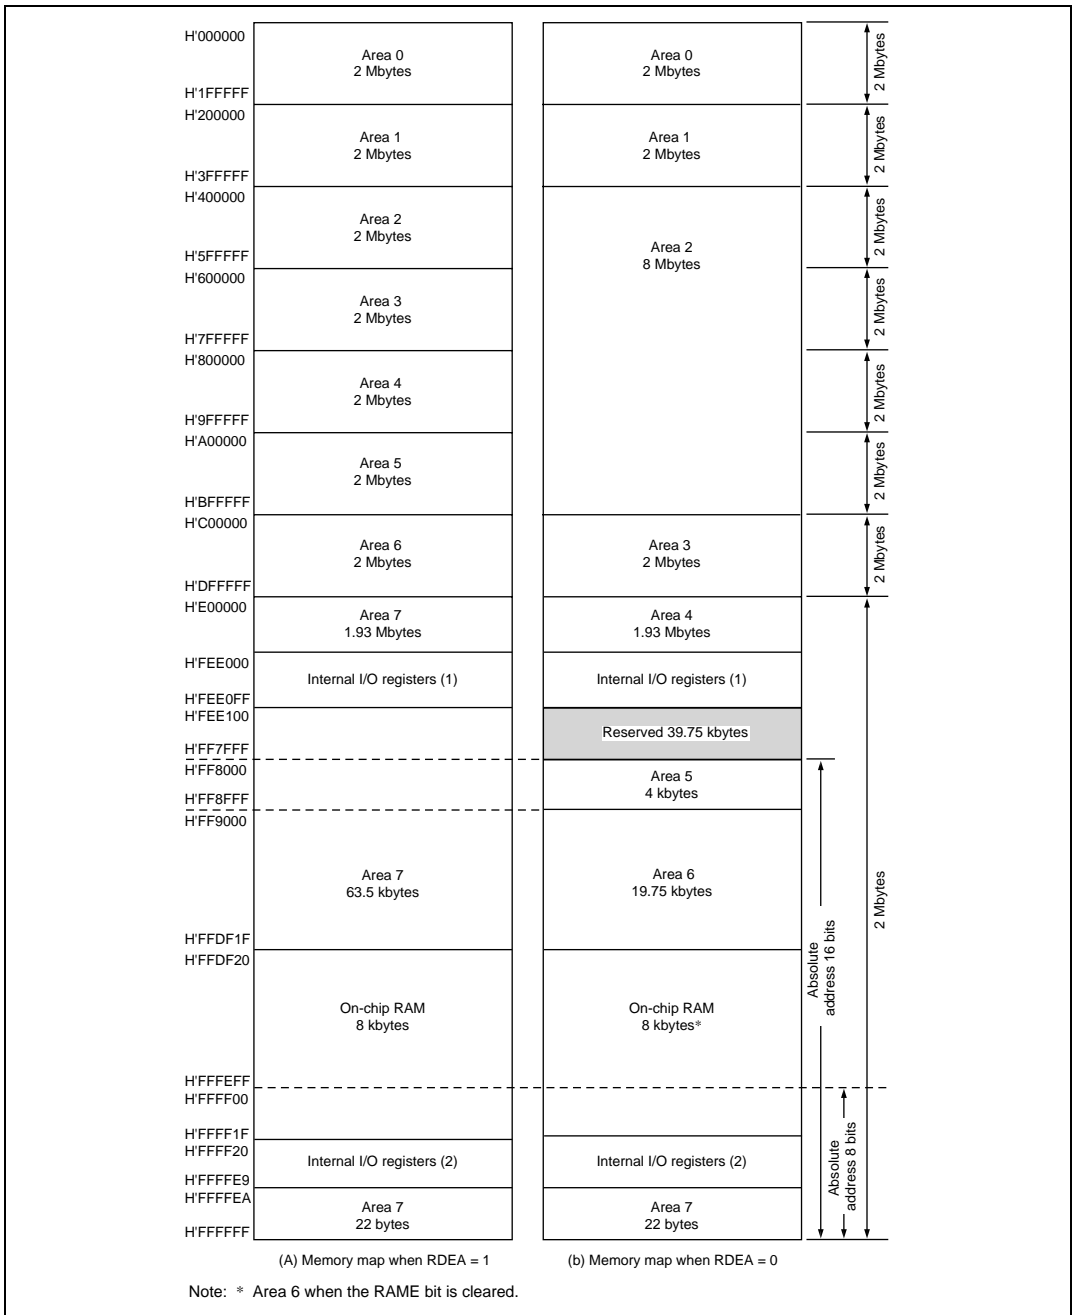 H'000000
Area 0
2 Mbytes
Area 0
2 Mbytes
2 Mbytes
H'1FFFFF
H'200000
Area 1
2 Mbytes
Area 1
2 Mbytes
2 Mbytes
H'3FFFFF
H'400000
Area 2
2 Mbytes
Area 2
8 Mbytes
2 Mbytes
H'5FFFFF
H'600000
Area 3
2 Mbytes
2 Mbytes
H'7FFFFF
H'800000
Area 4
2 Mbytes
2 Mbytes
H'9FFFFF
H'A00000
Area 5
2 Mbytes
2 Mbytes
H'BFFFFF
H'C00000
Area 6
2 Mbytes
Area 3
2 Mbytes
2 Mbytes
H'DFFFFF
H'E00000
Area 7
1.93 Mbytes
Area 4
1.93 Mbytes
H'FEE000
Internal I/O registers (1)
Internal I/O registers (1)
H'FEE0FF
H'FEE100
Reserved 39.75 kbytes
H'FF7FFF
H'FF8000
Area 5
4 kbytes
H'FF8FFF
H'FF9000
Area 7
63.5 kbytes
Area 6
19.75 kbytes
2 Mbytes
H'FFDF1F
H'FFDF20
Absolute
address 16 bits
On-chip RAM
8 kbytes
On-chip RAM
8 kbytes*
H'FFFEFF
H'FFFF00
H'FFFF1F
H'FFFF20
Internal I/O registers (2)
Internal I/O registers (2)
Absolute
address 8 bits
H'FFFFE9
H'FFFFEA
Area 7
22 bytes
Area 7
22 bytes
H'FFFFFF
(A) Memory map when RDEA = 1
(b) Memory map when RDEA = 0
Note: * Area 6 when the RAME bit is cleared.